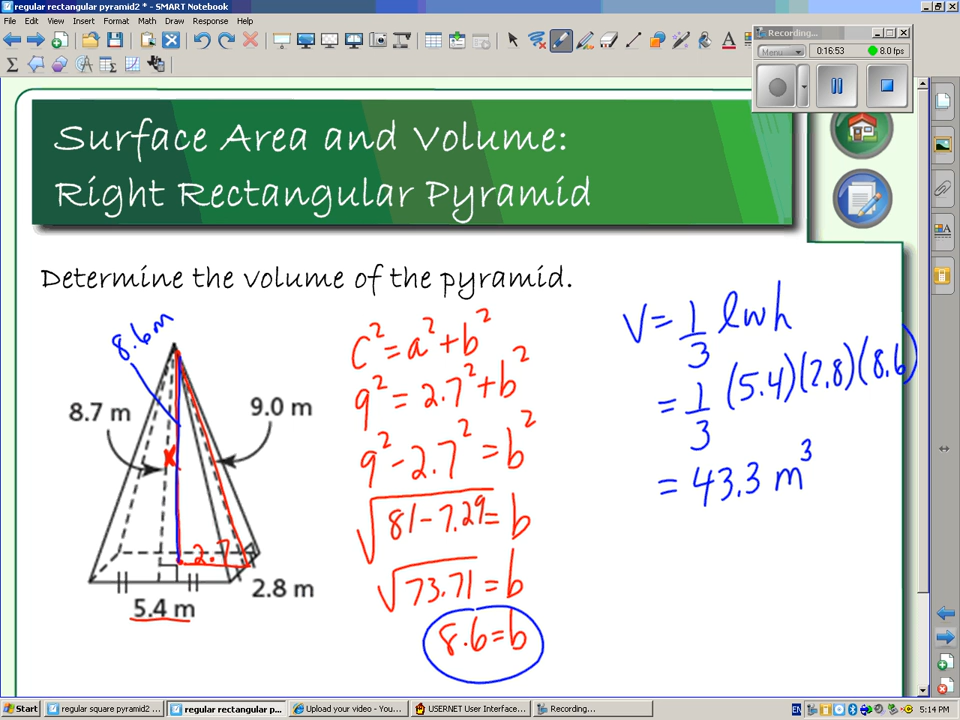 regular rectangular pyramid2 * - SMART Notebook
File Edit View Insert Format Math Draw Response Help
Recording...
Menu
0:16:53
8.0 fps
Surface Area and Volume:
Right Rectangular Pyramid
Determine the volume of the pyramid.
8.6m
8.7 m
9.0 m
x
2.7
2.8 m
5.4 m
c² = a² + b²
9² = 2.7² + b²
9² - 2.7² = b²
√81 - 7.29 = b
√73.71 = b
8.6 = b
V = 1/3 lwh
= 1/3 (5.4)(2.8)(8.6)
= 43.3 m³
Start
regular square pyramid2 ...
regular rectangular p...
Upload your video - Y...
USERNET User Interface...
Recording...
EN
5:14 PM